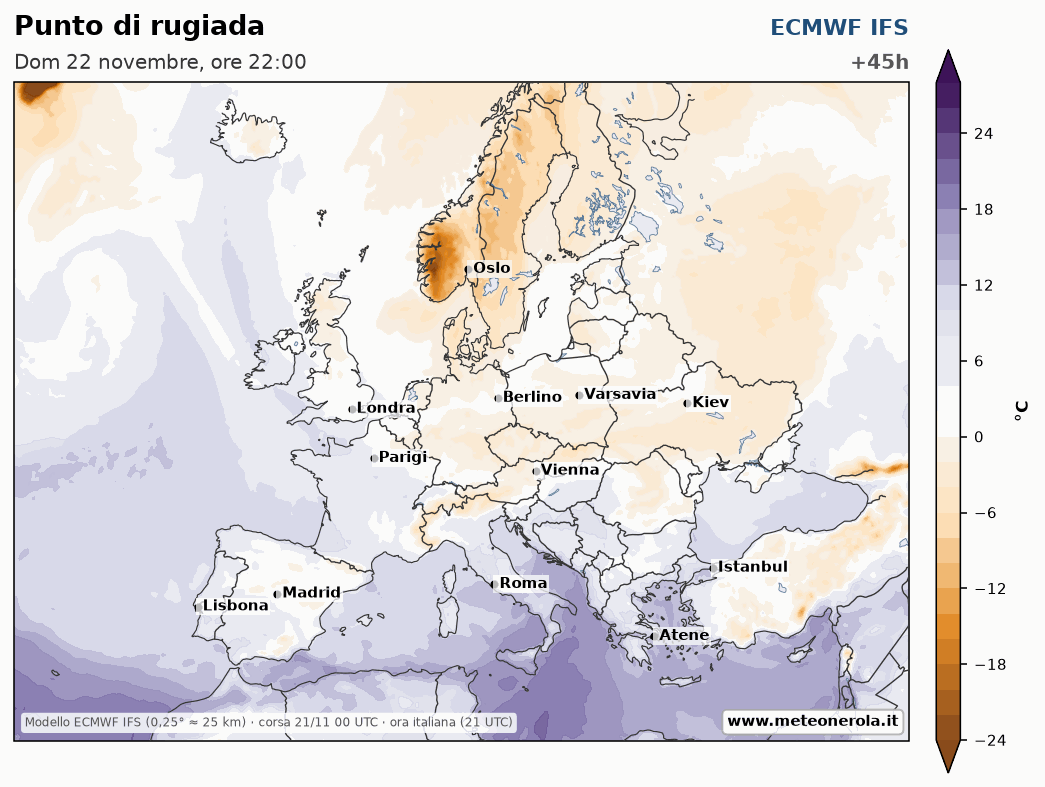 Punto di rugiada
ECMWF IFS
Dom 22 novembre, ore 22:00
+45h
Oslo
Londra
Berlino
Varsavia
Kiev
Parigi
Vienna
Istanbul
Roma
Madrid
Lisbona
Atene
24
18
12
6
0
−6
−12
−18
−24
°C
Modello ECMWF IFS (0,25° ≈ 25 km) · corsa 21/11 00 UTC · ora italiana (21 UTC)
www.meteonerola.it